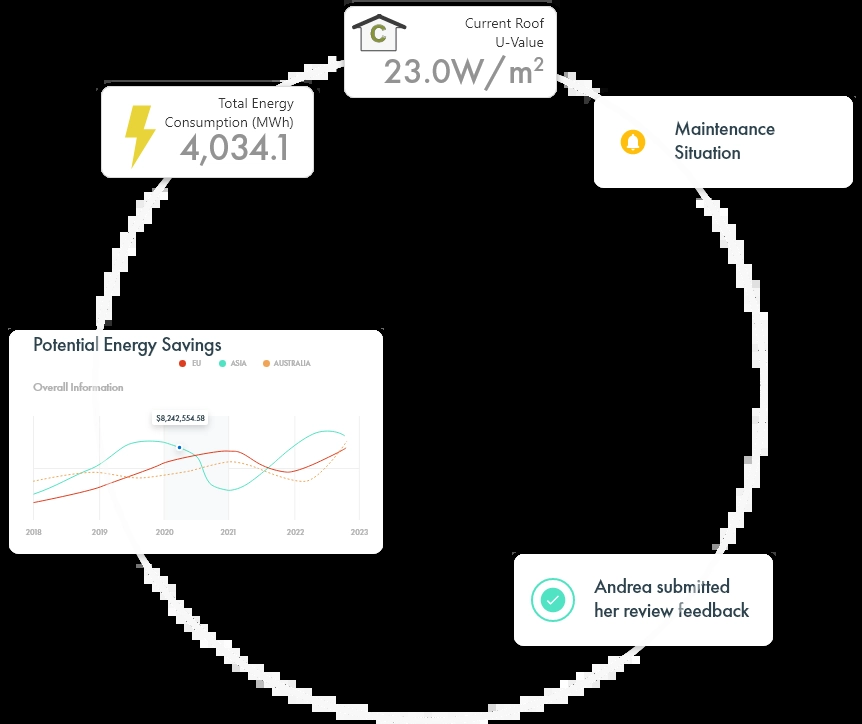 C
Current Roof
U-Value
23.0W/m²
Total Energy
Consumption (MWh)
4,034.1
Maintenance
Situation
Potential Energy Savings
EU ASIA AUSTRALIA
Overall Information
$8,242,554.58
2018 2019 2020 2021 2022 2023
Andrea submitted
her review feedback